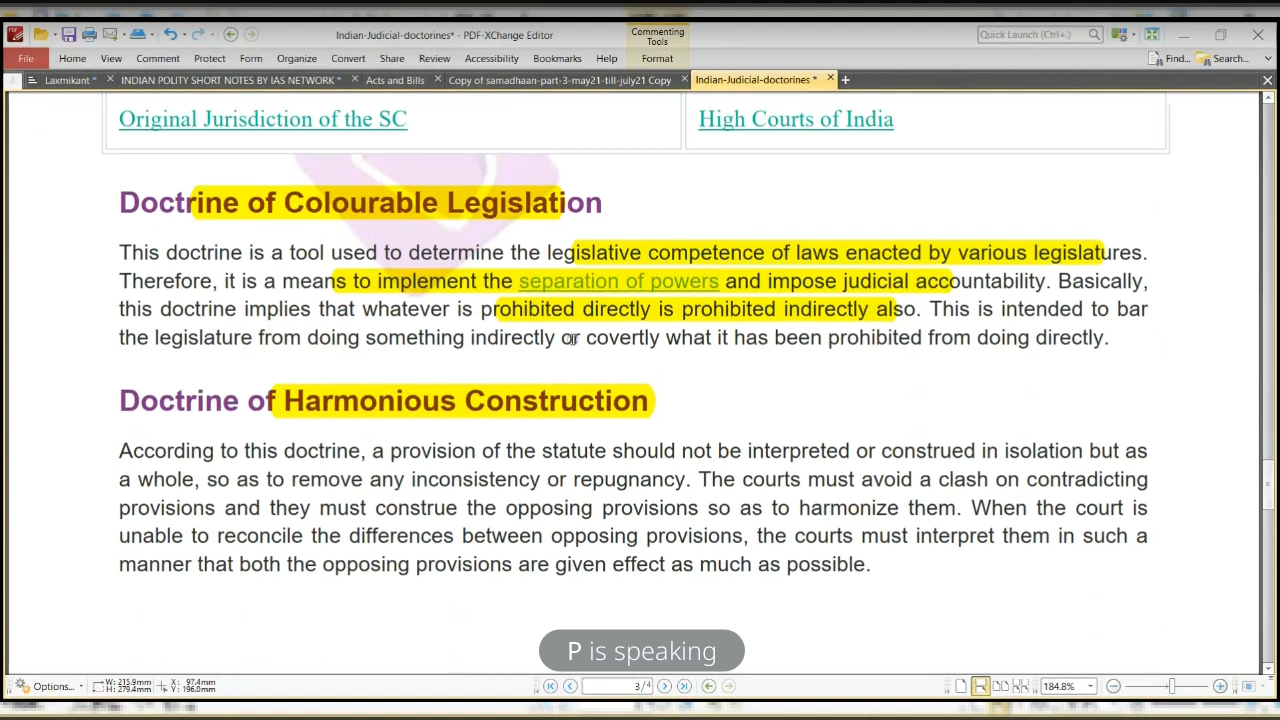 Indian-Judicial-doctorines* - PDF-XChange Editor
Commenting Tools
Quick Launch (Ctrl+.)
File Home View Comment Protect Form Organize Convert Share Review Accessibility Bookmarks Help Format Find... Search...
Laxmikant * × INDIAN POLITY SHORT NOTES BY IAS NETWORK * × Acts and Bills × Copy of samadhaan-part-3-may21-till-july21 Copy × Indian-Judicial-doctorines * ×
Original Jurisdiction of the SC High Courts of India
Doctrine of Colourable Legislation
This doctrine is a tool used to determine the legislative competence of laws enacted by various legislatures.
Therefore, it is a means to implement the separation of powers and impose judicial accountability. Basically,
this doctrine implies that whatever is prohibited directly is prohibited indirectly also. This is intended to bar
the legislature from doing something indirectly or covertly what it has been prohibited from doing directly.
Doctrine of Harmonious Construction
According to this doctrine, a provision of the statute should not be interpreted or construed in isolation but as
a whole, so as to remove any inconsistency or repugnancy. The courts must avoid a clash on contradicting
provisions and they must construe the opposing provisions so as to harmonize them. When the court is
unable to reconcile the differences between opposing provisions, the courts must interpret them in such a
manner that both the opposing provisions are given effect as much as possible.
P is speaking
Options... W: 215.9mm H: 279.4mm X: 97.4mm Y: 196.0mm 3/4 184.8%